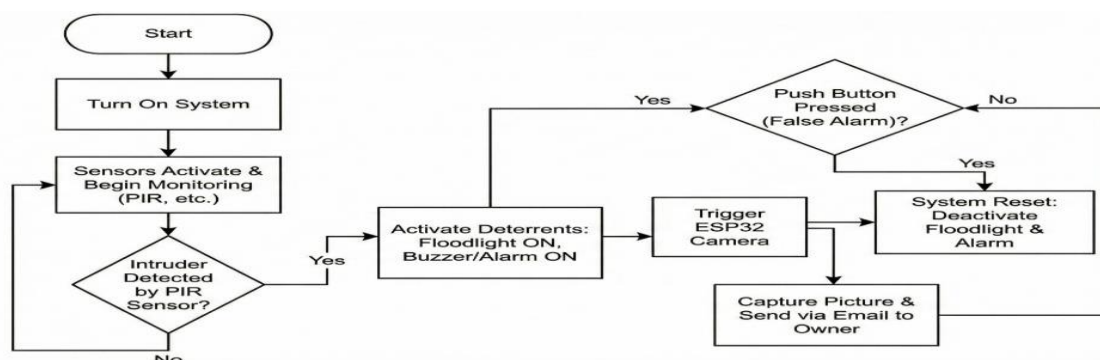 Start
Turn On System
Sensors Activate &
Begin Monitoring
(PIR, etc.)
Intruder
Detected
by PIR
Sensor?
No
Yes
Activate Deterrents:
Floodlight ON,
Buzzer/Alarm ON
Yes
Push Button
Pressed
(False Alarm)?
No
Yes
Trigger
ESP32
Camera
System Reset:
Deactivate
Floodlight &
Alarm
Capture Picture &
Send via Email to
Owner